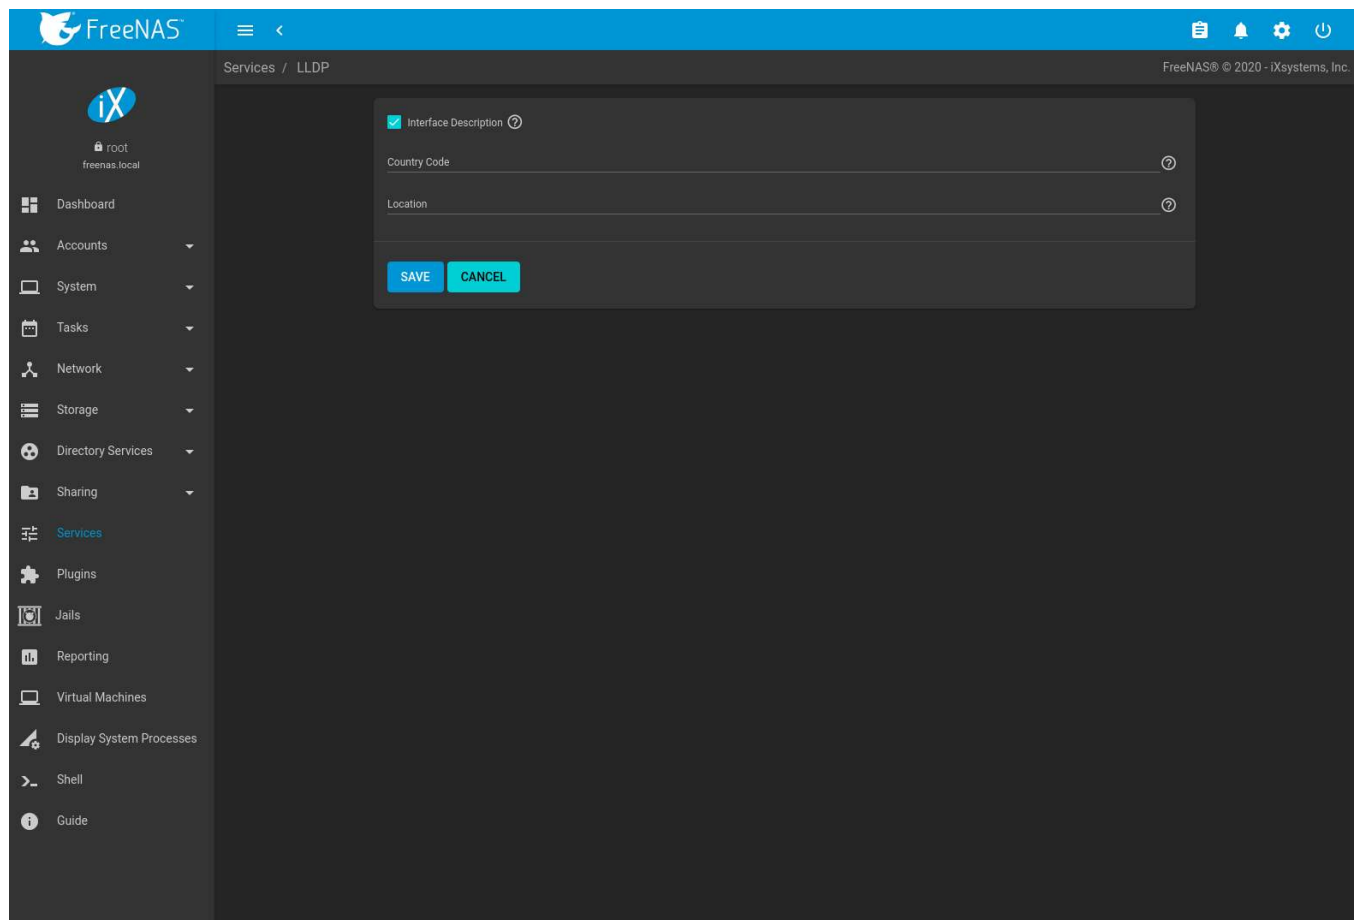 FreeNAS™
Services / LLDP
FreeNAS® © 2020 - iXsystems, Inc.
iX
root
freenas.local
Dashboard
Accounts
System
Tasks
Network
Storage
Directory Services
Sharing
Services
Plugins
Jails
Reporting
Virtual Machines
Display System Processes
Shell
Guide
Interface Description
Country Code
Location
SAVE CANCEL